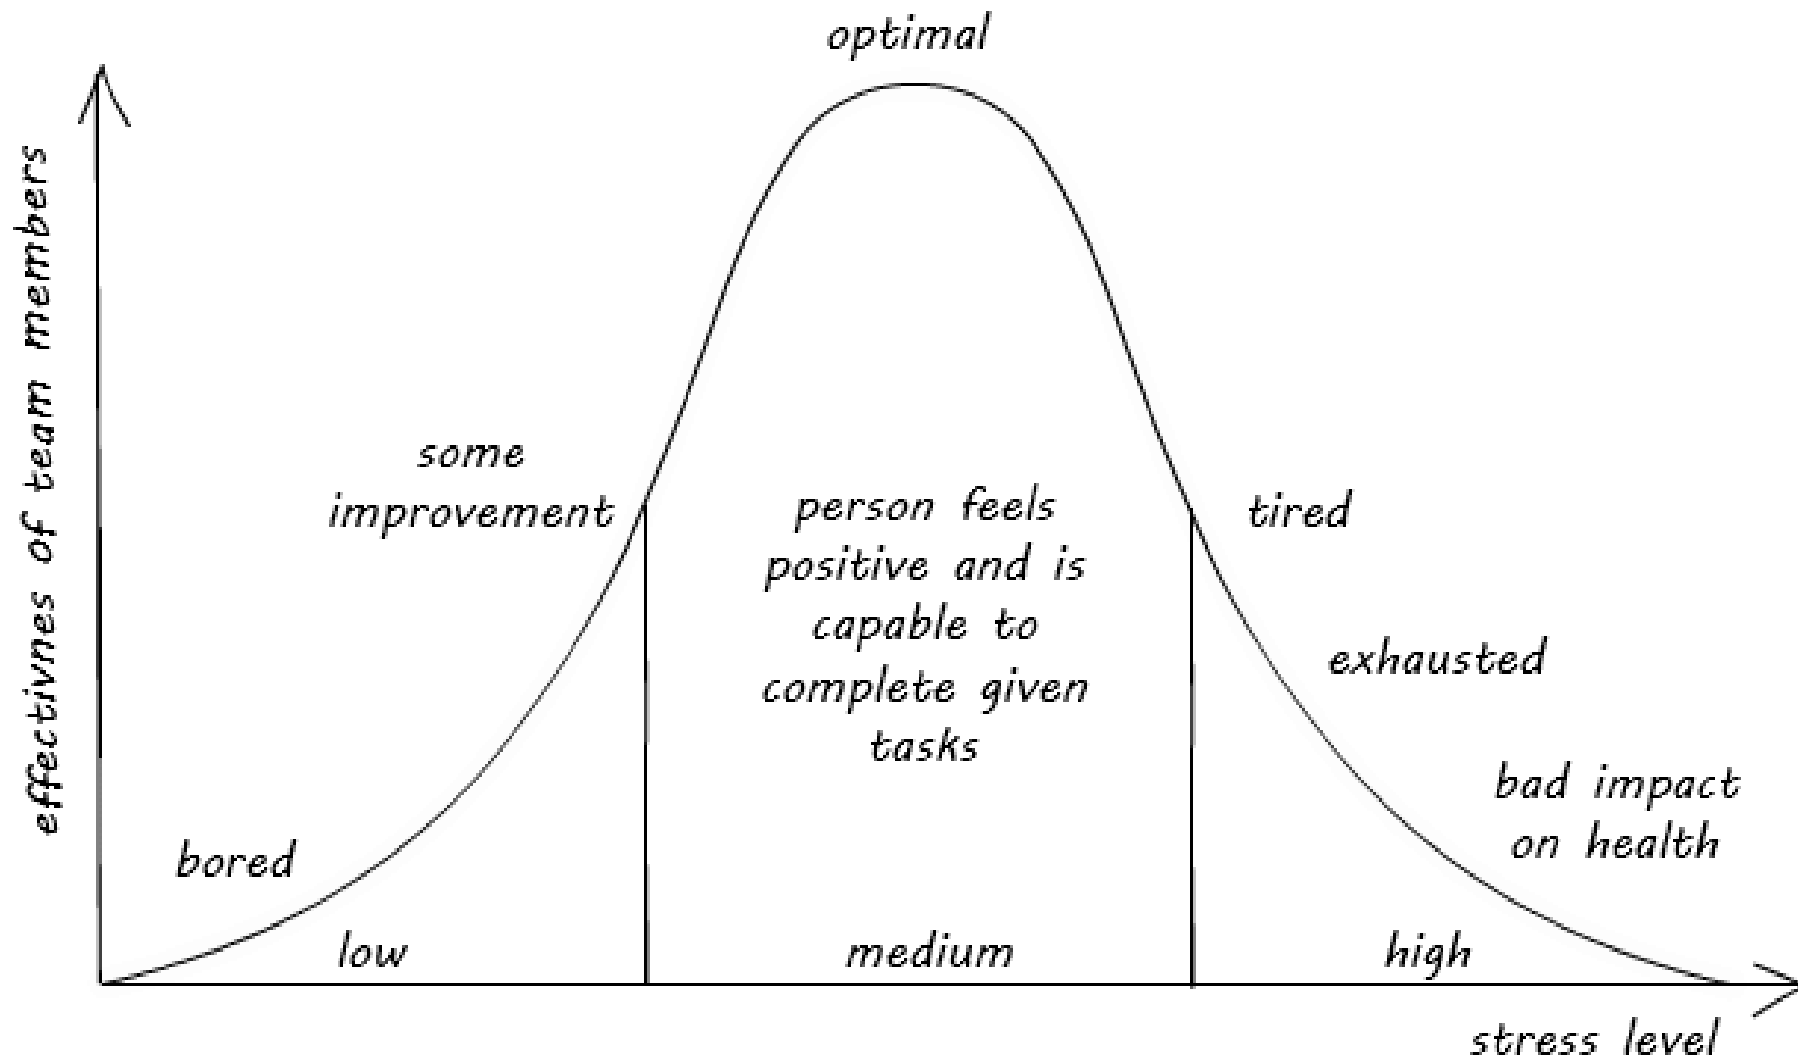 optimal
effectivnes of team members
some
improvement
person feels
positive and is
capable to
complete given
tasks
tired
exhausted
bad impact
on health
bored
low
medium
high
stress level